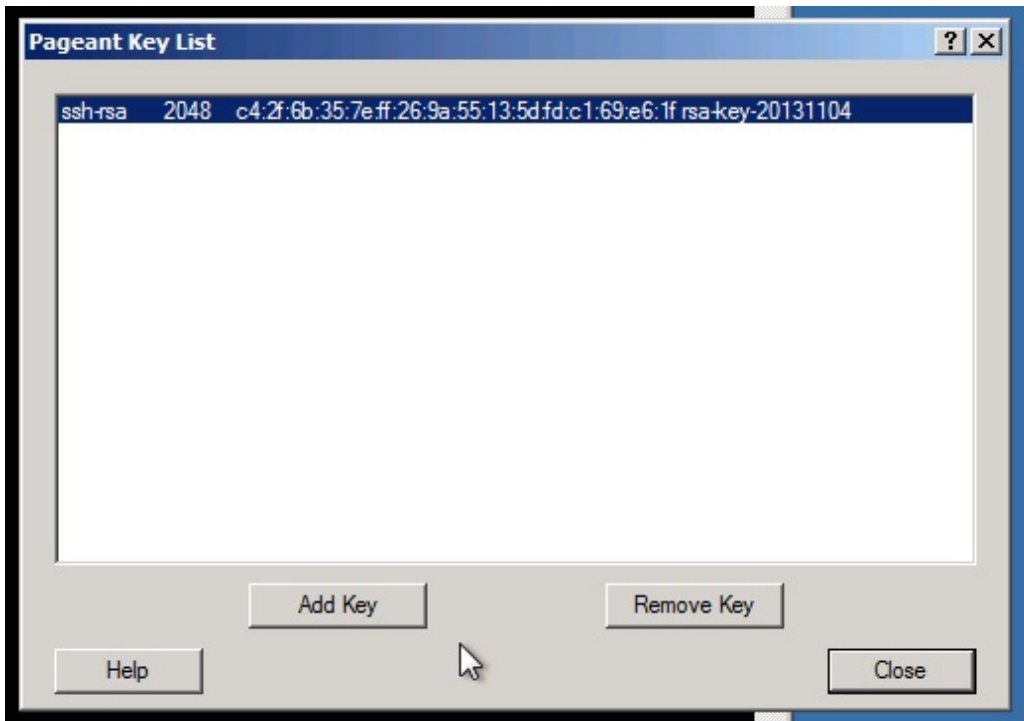 Pageant Key List
ssh-rsa 2048 c4:2f:6b:35:7e:ff:26:9a:55:13:5d:fd:c1:69:e6:1f rsa-key-20131104
Add Key Remove Key
Help Close